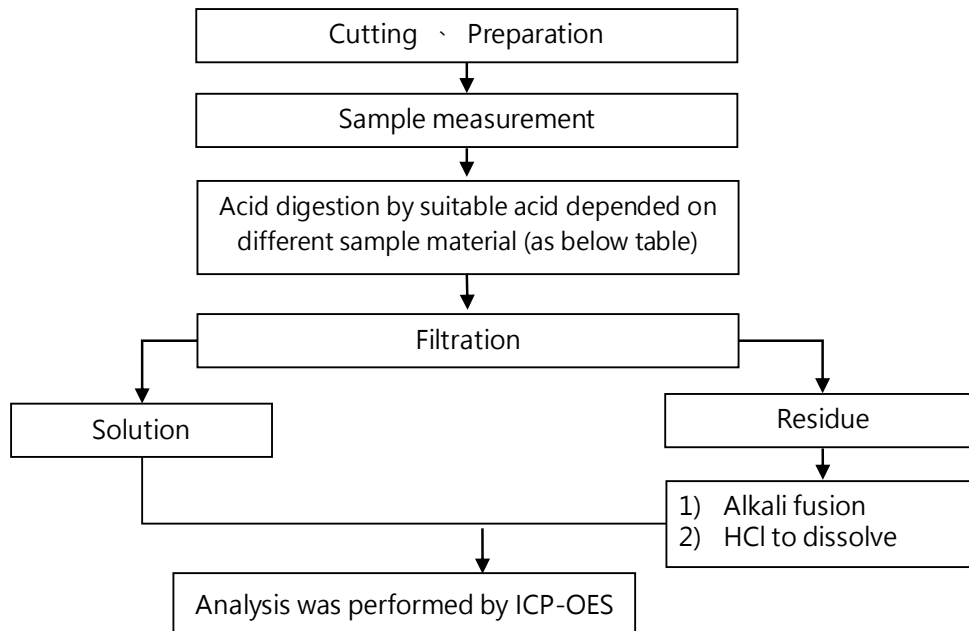 Cutting 、 Preparation
Sample measurement
Acid digestion by suitable acid depended on
different sample material (as below table)
Filtration
Solution
Residue
1) Alkali fusion
2) HCl to dissolve
Analysis was performed by ICP-OES